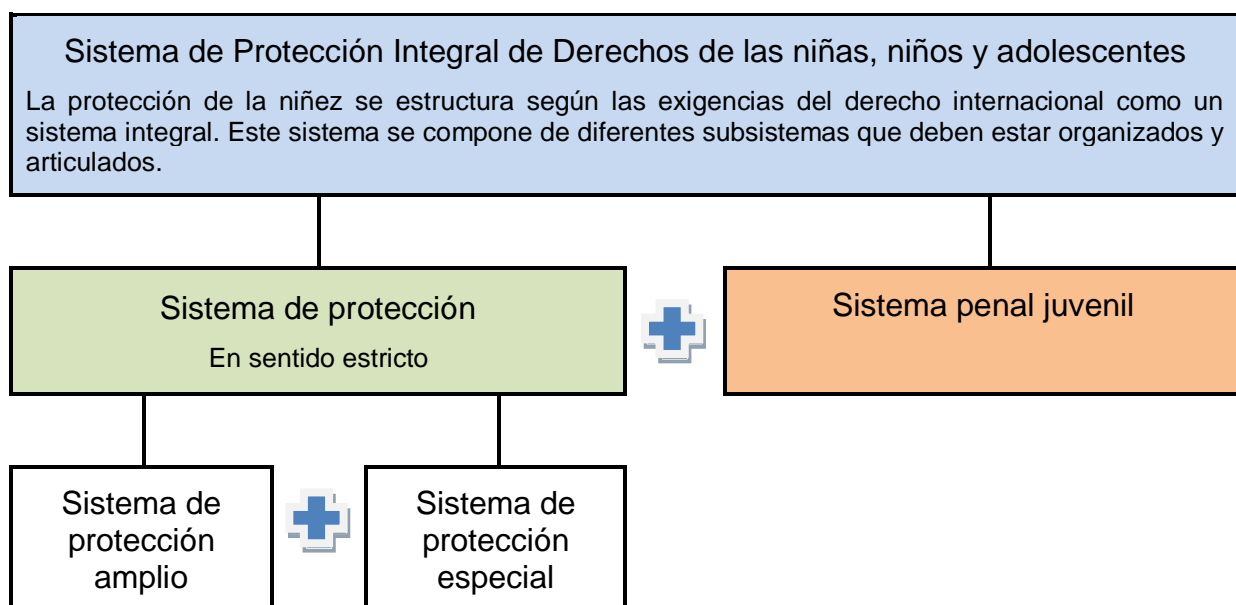 Sistema de Protección Integral de Derechos de las niñas, niños y adolescentes
La protección de la niñez se estructura según las exigencias del derecho internacional como un
sistema integral. Este sistema se compone de diferentes subsistemas que deben estar organizados y
articulados.
Sistema de protección
En sentido estricto
Sistema penal juvenil
Sistema de
protección
amplio
Sistema de
protección
especial